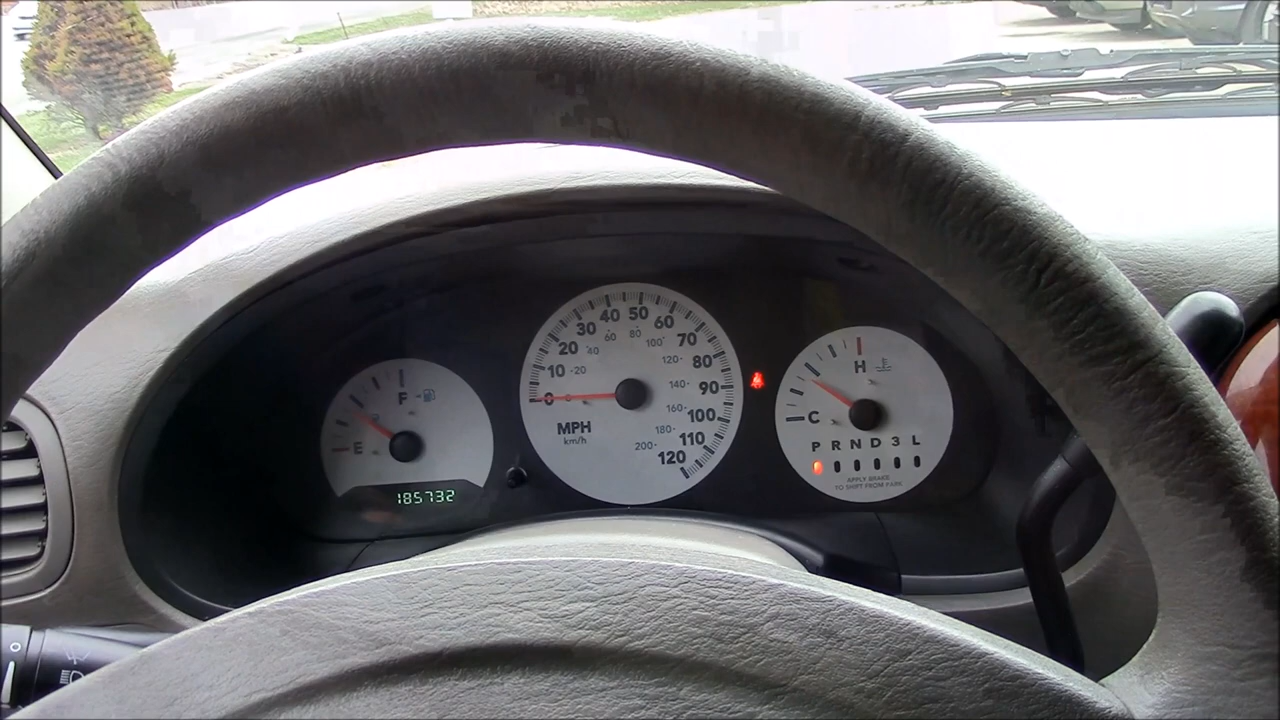 F
E
185732
0 10 20 30 40 50 60 70 80 90 100 110 120
20 40 60 80 100 120 140 160 180 200
MPH
km/h
H
C
P R N D 3 L
APPLY BRAKE
TO SHIFT FROM PARK